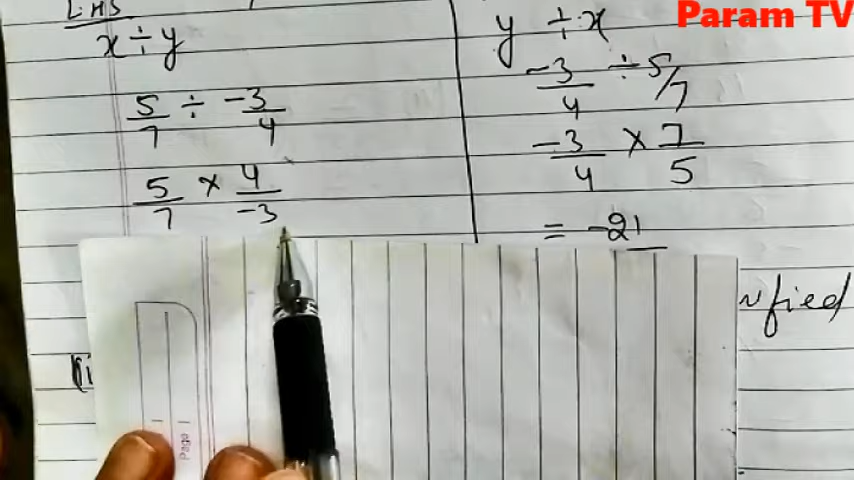 Param TV
LHS
x ÷ y
5/7 ÷ -3/4
5/7 × 4/-3
y ÷ x
-3/4 ÷ 5/7
-3/4 × 7/5
= -21
Page